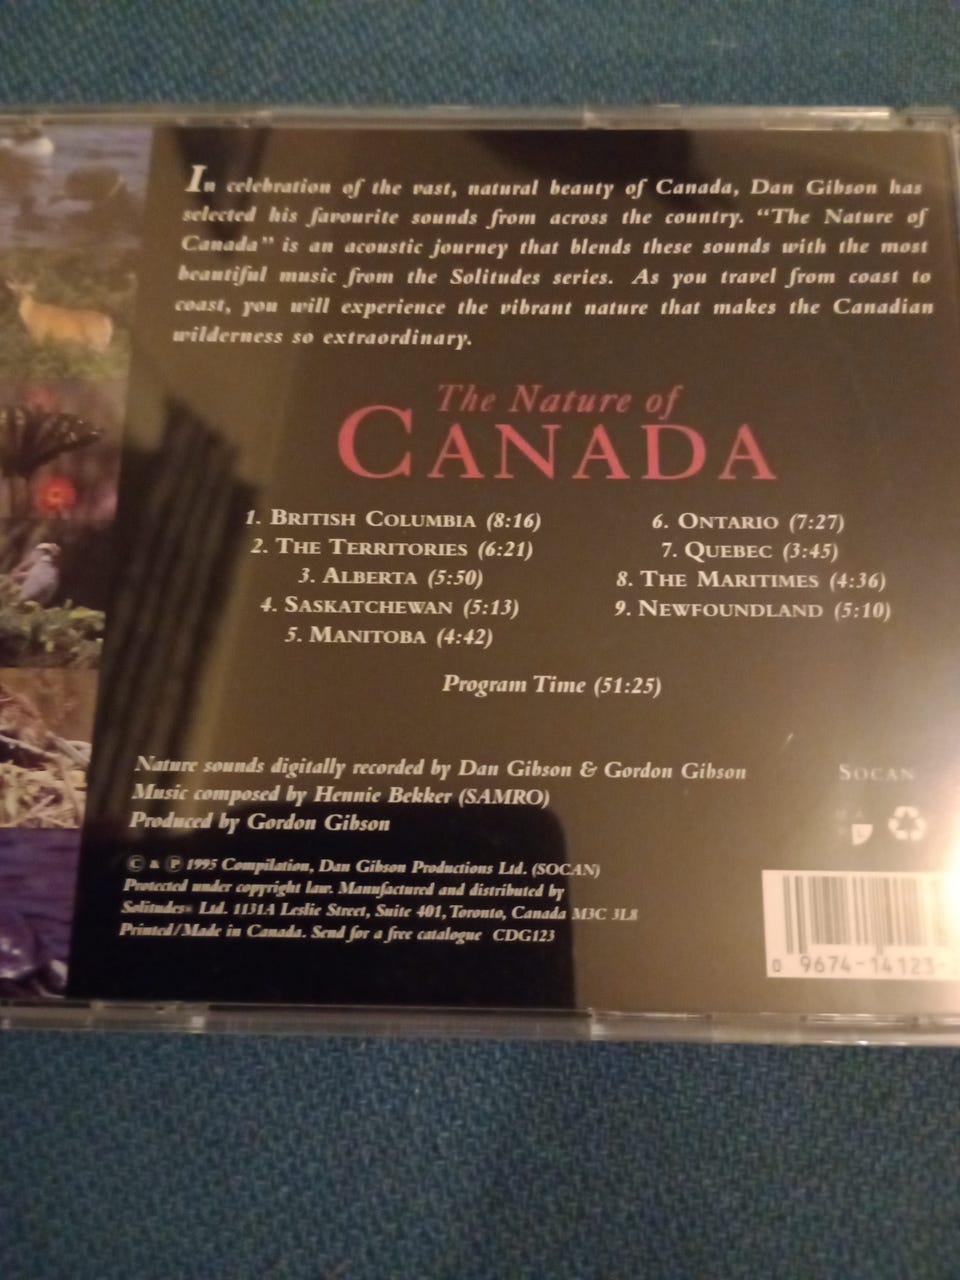 In celebration of the vast, natural beauty of Canada, Dan Gibson has
selected his favourite sounds from across the country. “The Nature of
Canada” is an acoustic journey that blends these sounds with the most
beautiful music from the Solitudes series. As you travel from coast to
coast, you will experience the vibrant nature that makes the Canadian
wilderness so extraordinary.
The Nature of
CANADA
1. BRITISH COLUMBIA (8:16)
2. THE TERRITORIES (6:21)
3. ALBERTA (5:50)
4. SASKATCHEWAN (5:13)
5. MANITOBA (4:42)
6. ONTARIO (7:27)
7. QUEBEC (3:45)
8. THE MARITIMES (4:36)
9. NEWFOUNDLAND (5:10)
Program Time (51:25)
Nature sounds digitally recorded by Dan Gibson & Gordon Gibson
Music composed by Hennie Bekker (SAMRO)
Produced by Gordon Gibson
SOCAN
© & ℗ 1995 Compilation, Dan Gibson Productions Ltd. (SOCAN)
Protected under copyright law. Manufactured and distributed by
Solitudes® Ltd. 1131A Leslie Street, Suite 401, Toronto, Canada M3C 3L8
Printed/Made in Canada. Send for a free catalogue CDG123
0 9674-14123-